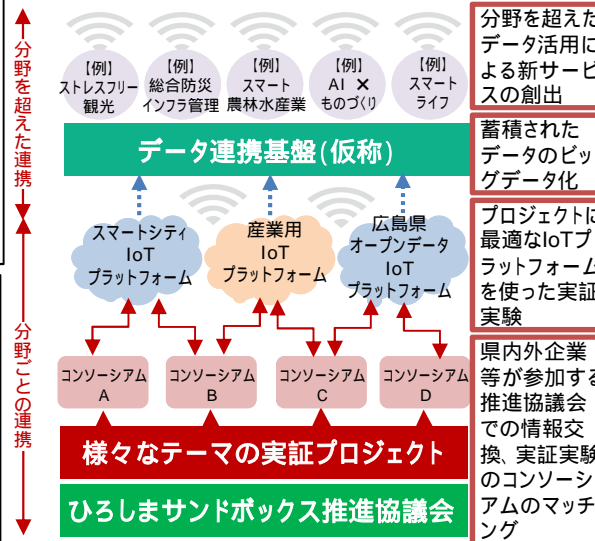 分野を超えた連携
【例】
ストレスフリー
観光
【例】
総合防災
インフラ管理
【例】
スマート
農林水産業
【例】
AI ×
ものづくり
【例】
スマート
ライフ
データ連携基盤(仮称)
スマートシティ
IoT
プラットフォーム
産業用
IoT
プラットフォーム
広島県
オープンデータ
IoT
プラットフォーム
分野ごとの連携
コンソーシアム
A
コンソーシアム
B
コンソーシアム
C
コンソーシアム
D
様々なテーマの実証プロジェクト
ひろしまサンドボックス推進協議会
分野を超えた
データ活用に
よる新サービ
スの創出
蓄積された
データのビッ
グデータ化
プロジェクトに
最適なIoTプ
ラットフォーム
を使った実証
実験
県内外企業
等が参加する
推進協議会
での情報交
換、実証実験
のコンソーシ
アムのマッチ
ング